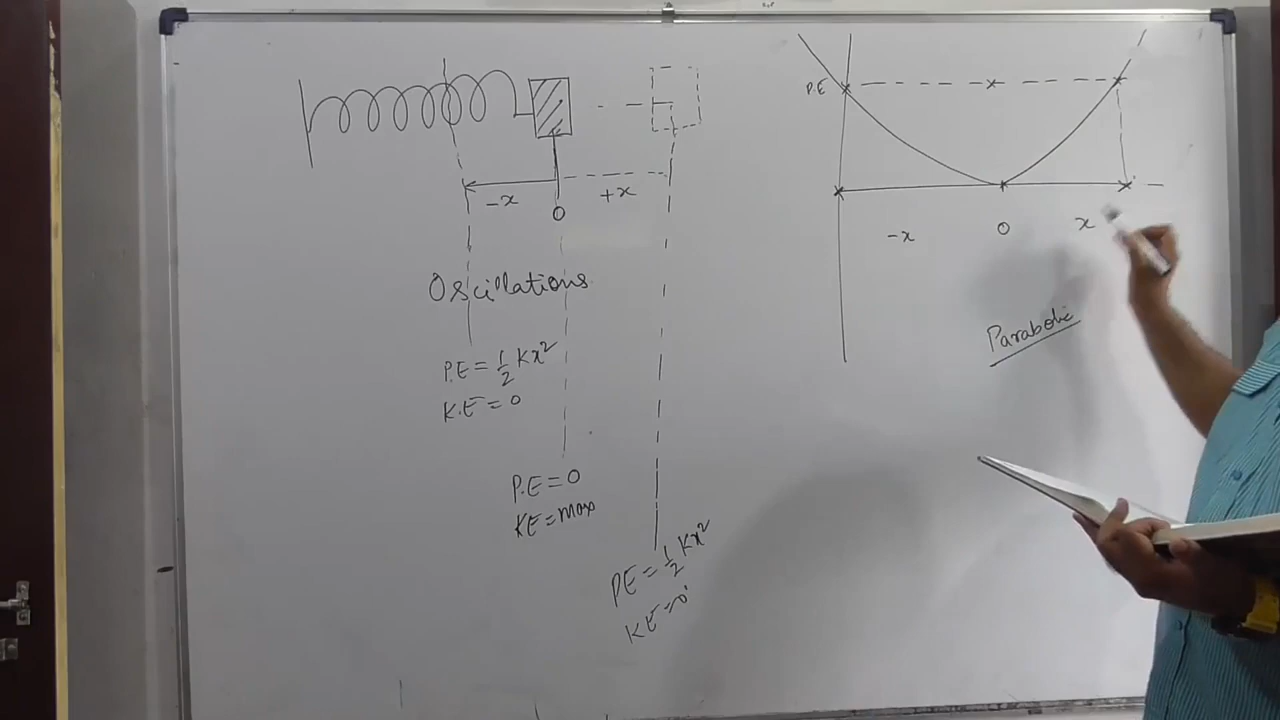 -x
+x
0
Oscillations
P.E = 1/2 Kx²
K.E = 0
P.E = 0
KE = max
PE = 1/2 Kx²
KE = 0
P.E
-x
0
x
Parabolic